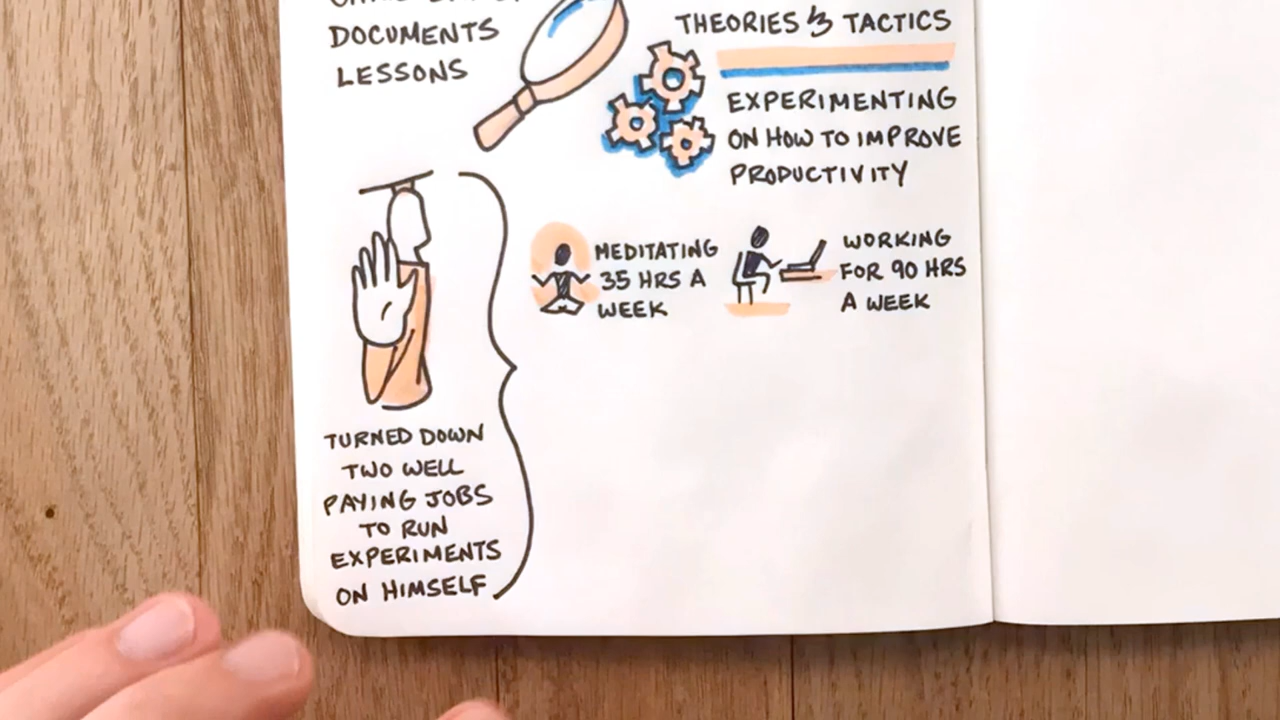 DOCUMENTS
LESSONS
THEORIES & TACTICS
EXPERIMENTING
ON HOW TO IMPROVE
PRODUCTIVITY
TURNED DOWN
TWO WELL
PAYING JOBS
TO RUN
EXPERIMENTS
ON HIMSELF
MEDITATING
35 HRS A
WEEK
WORKING
FOR 90 HRS
A WEEK